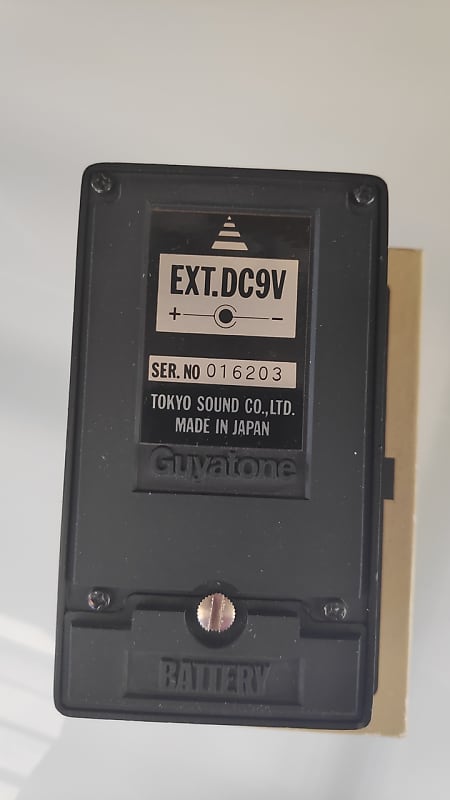 EXT.DC9V
+ −
SER. NO 016203
TOKYO SOUND CO.,LTD.
MADE IN JAPAN
Guyatone
BATTERY